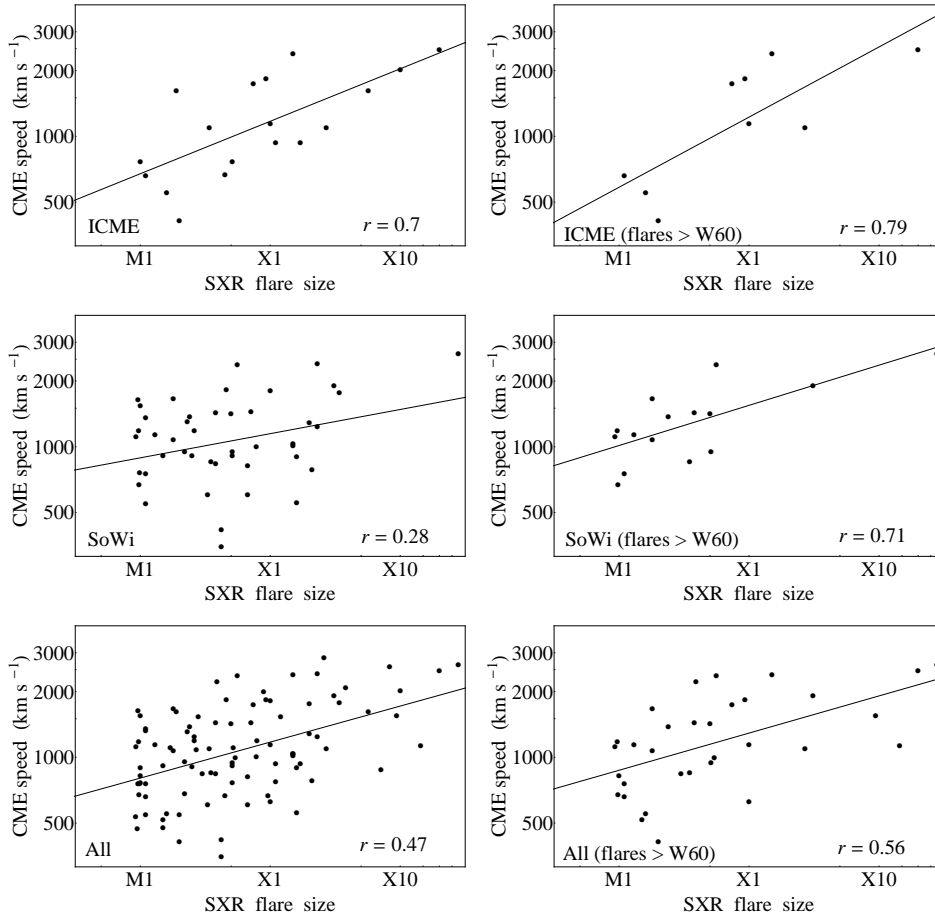 3000
2000
1000
500
CME speed (km s⁻¹)
ICME
r = 0.7
M1 X1 X10
SXR flare size
3000
2000
1000
500
CME speed (km s⁻¹)
ICME (flares > W60)
r = 0.79
M1 X1 X10
SXR flare size
3000
2000
1000
500
CME speed (km s⁻¹)
SoWi
r = 0.28
M1 X1 X10
SXR flare size
3000
2000
1000
500
CME speed (km s⁻¹)
SoWi (flares > W60)
r = 0.71
M1 X1 X10
SXR flare size
3000
2000
1000
500
CME speed (km s⁻¹)
All
r = 0.47
M1 X1 X10
SXR flare size
3000
2000
1000
500
CME speed (km s⁻¹)
All (flares > W60)
r = 0.56
M1 X1 X10
SXR flare size